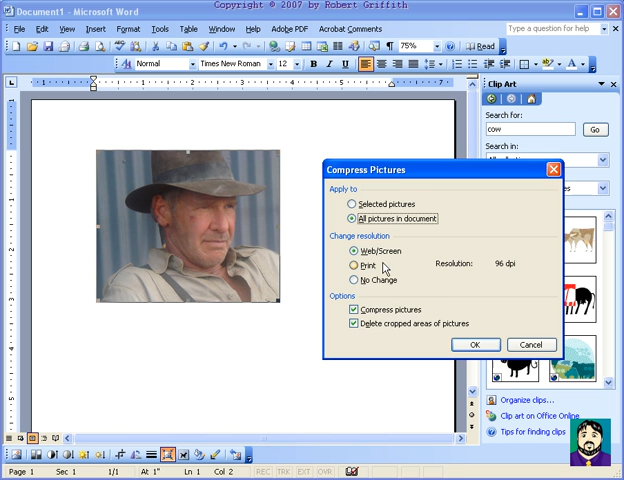 Copyright © 2007 by Robert Griffith
Document1 - Microsoft Word
File Edit View Insert Format Tools Table Window Help Adobe PDF Acrobat Comments
Type a question for help
75%
Read
Normal
Times New Roman
12
B I U
Clip Art
Search for:
cow
Go
Search in:
Compress Pictures
Apply to
Selected pictures
All pictures in document
Change resolution
Web/Screen
Print
Resolution: 96 dpi
No Change
Options
Compress pictures
Delete cropped areas of pictures
OK
Cancel
Organize clips...
Clip art on Office Online
Tips for finding clips
Page 1 Sec 1 1/1 At 1" Ln 1 Col 2 REC TRK EXT OVR